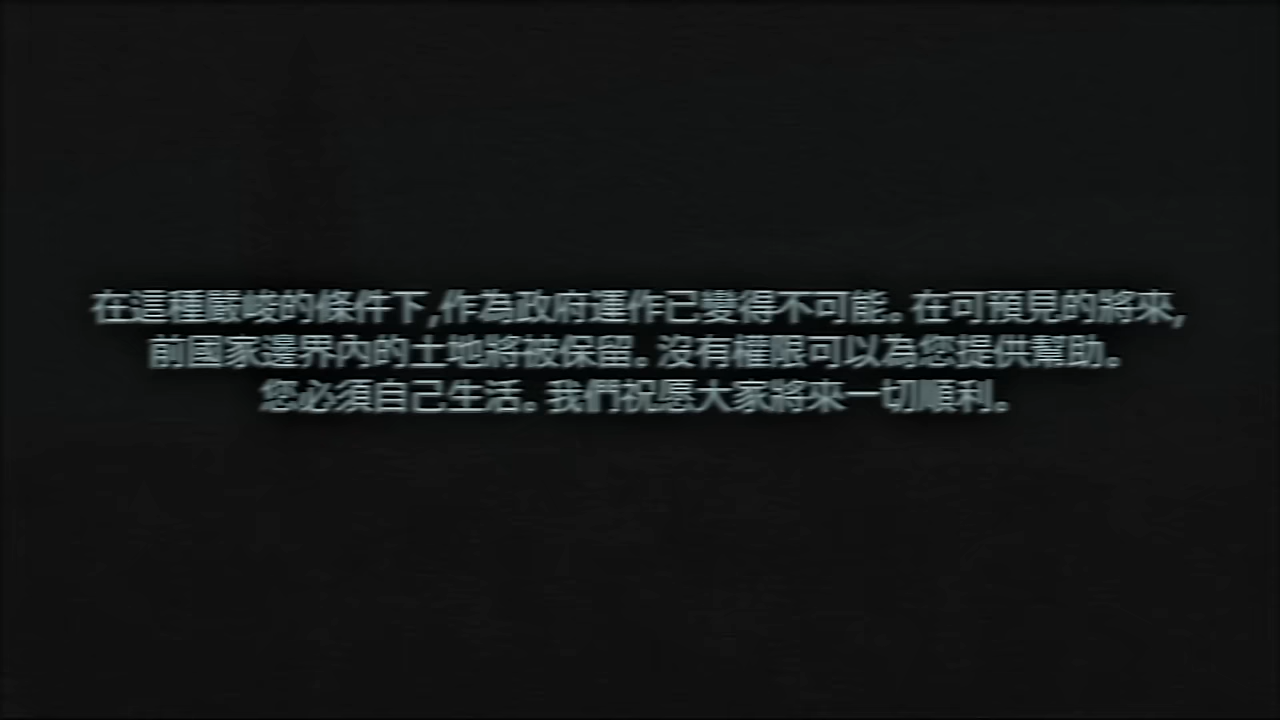 在這種嚴峻的條件下,作為政府運作已變得不可能。在可預見的將來,
前國家邊界內的土地將被保留。沒有權限可以為您提供幫助。
您必須自己生活。我們祝愿大家將來一切順利。